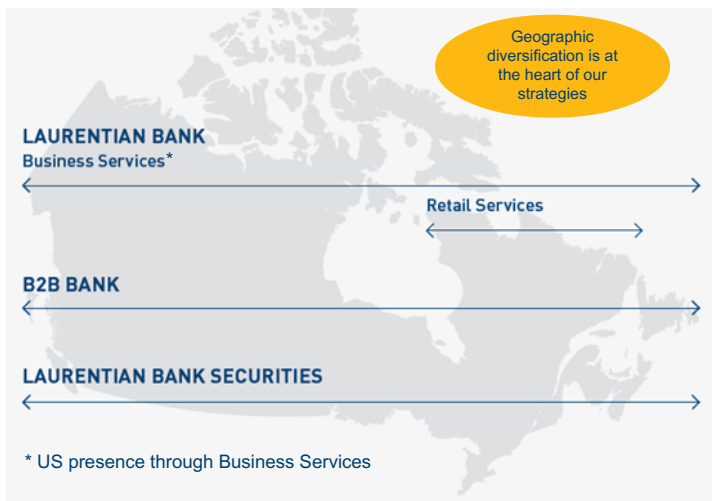 Geographic
diversification is at
the heart of our
strategies
LAURENTIAN BANK
Business Services*
Retail Services
B2B BANK
LAURENTIAN BANK SECURITIES
* US presence through Business Services